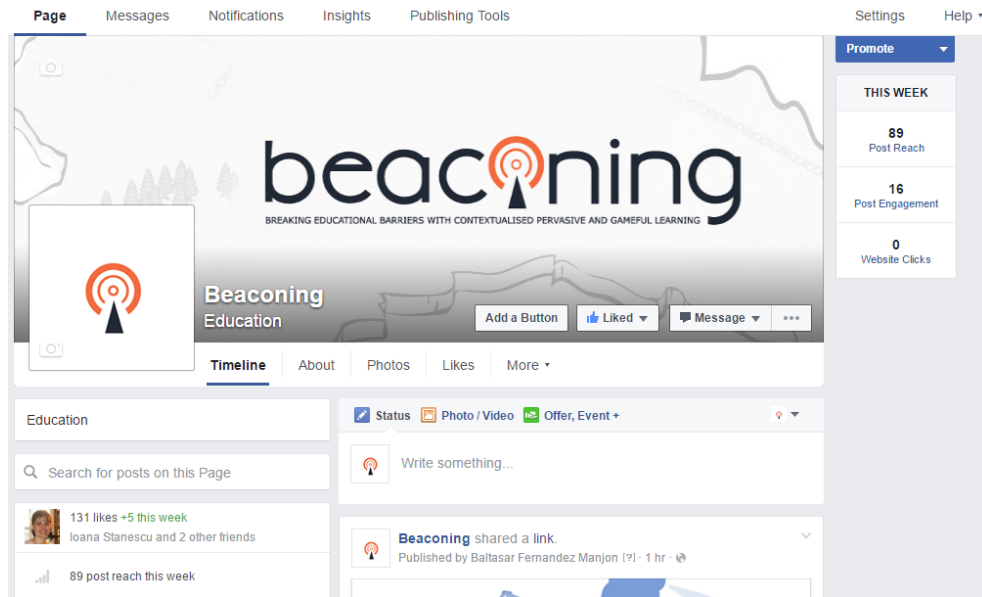 Page Messages Notifications Insights Publishing Tools Settings Help
Promote
THIS WEEK
89
Post Reach
16
Post Engagement
0
Website Clicks
beaconing
BREAKING EDUCATIONAL BARRIERS WITH CONTEXTUALISED PERVASIVE AND GAMEFUL LEARNING
Beaconing
Education
Add a Button Liked Message
Timeline About Photos Likes More
Education
Search for posts on this Page
131 likes +5 this week
Ioana Stanescu and 2 other friends
89 post reach this week
Status Photo / Video Offer, Event +
Write something...
Beaconing shared a link.
Published by Baltasar Fernandez Manjon [?] · 1 hr ·